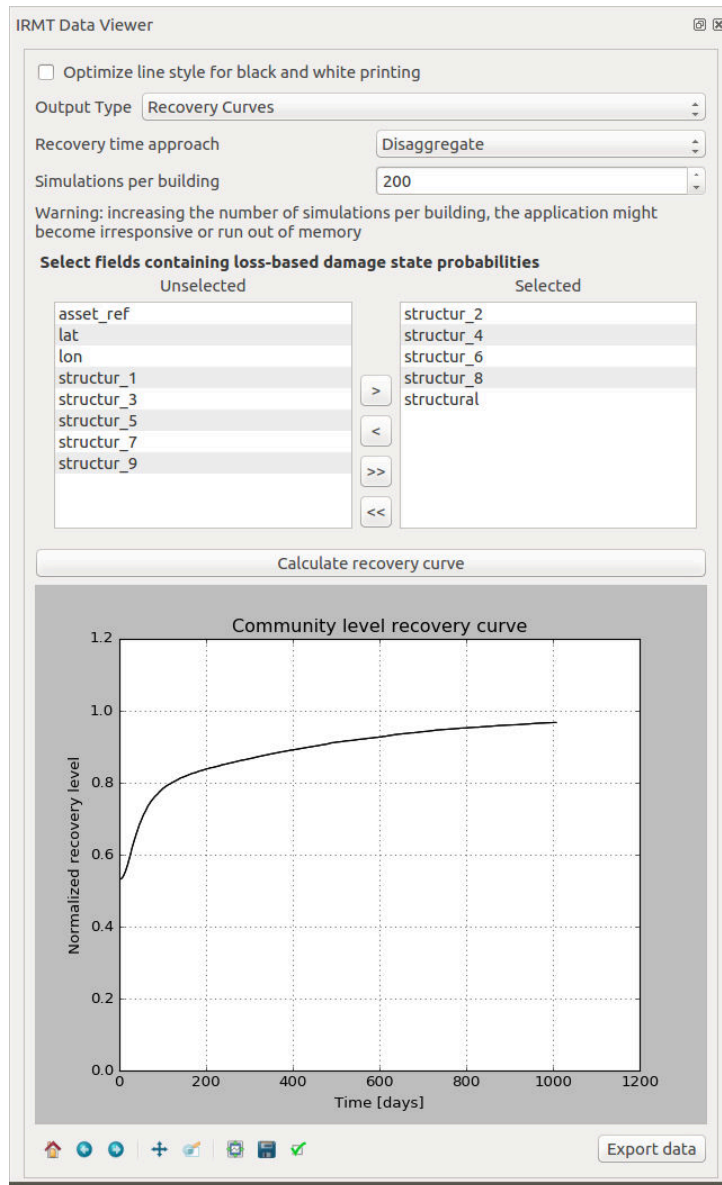 IRMT Data Viewer
Optimize line style for black and white printing
Output Type Recovery Curves
Recovery time approach Disaggregate
Simulations per building 200
Warning: increasing the number of simulations per building, the application might
become irresponsive or run out of memory
Select fields containing loss-based damage state probabilities
Unselected Selected
asset_ref structur_2
lat structur_4
lon structur_6
structur_1 structur_8
structur_3 structural
structur_5
structur_7
structur_9
>
<
>>
<<
Calculate recovery curve
Community level recovery curve
1.2
1.0
0.8
0.6
0.4
0.2
0.0
Normalized recovery level
0 200 400 600 800 1000 1200
Time [days]
Export data